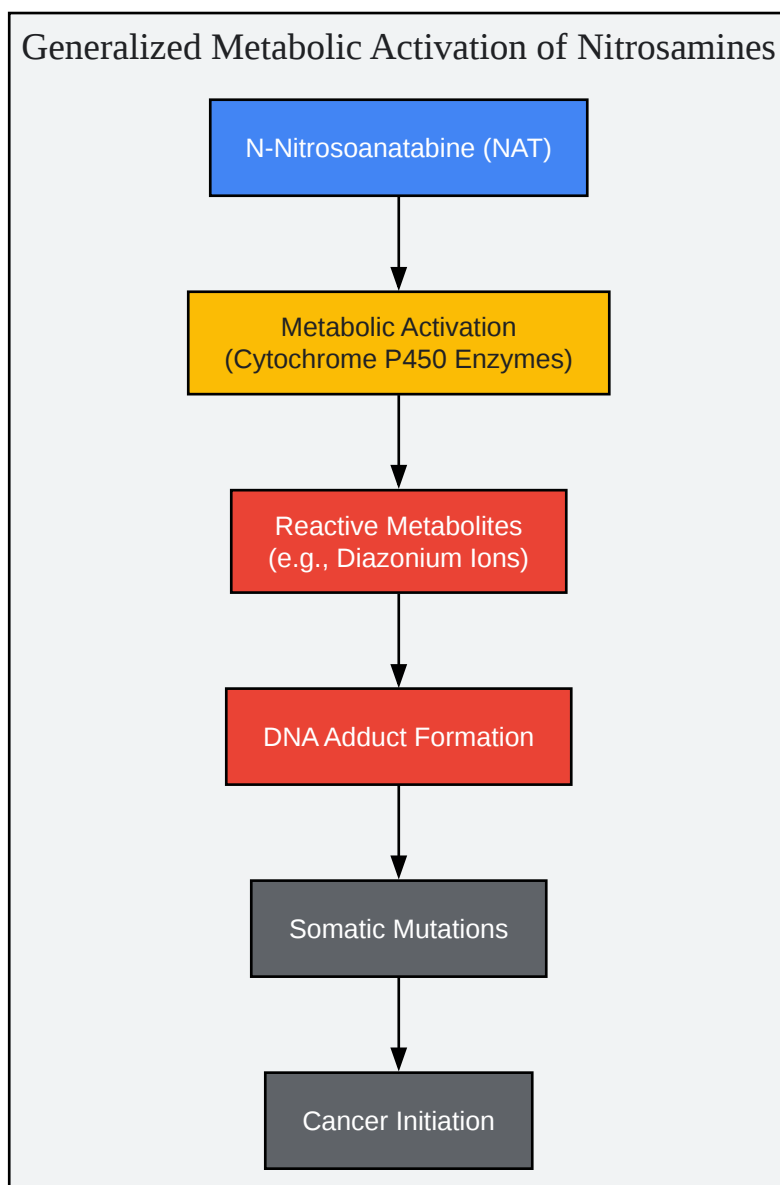 Generalized Metabolic Activation of Nitrosamines
N-Nitrosoanatabine (NAT)
Metabolic Activation
(Cytochrome P450 Enzymes)
Reactive Metabolites
(e.g., Diazonium Ions)
DNA Adduct Formation
Somatic Mutations
Cancer Initiation